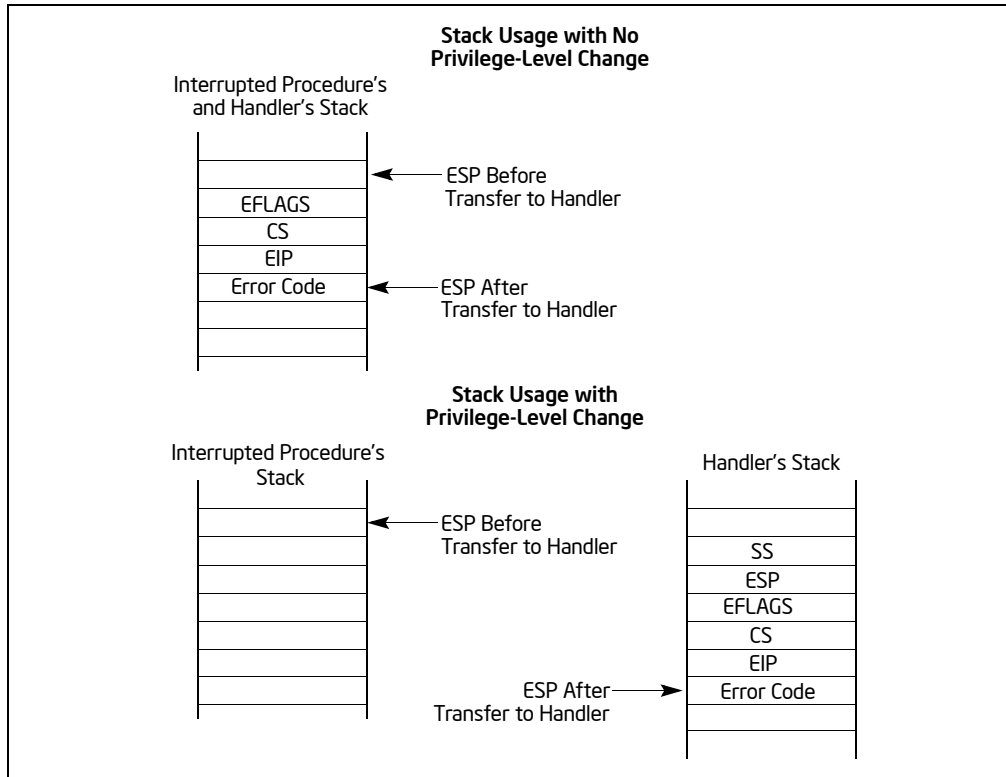 Stack Usage with No
Privilege-Level Change
Interrupted Procedure's
and Handler's Stack
ESP Before
Transfer to Handler
EFLAGS
CS
EIP
Error Code
ESP After
Transfer to Handler
Stack Usage with
Privilege-Level Change
Interrupted Procedure's
Stack
Handler's Stack
ESP Before
Transfer to Handler
SS
ESP
EFLAGS
CS
EIP
Error Code
ESP After
Transfer to Handler